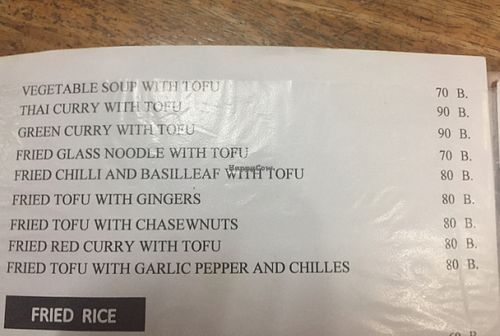 VEGETABLE SOUP WITH TOFU 70 B.
THAI CURRY WITH TOFU 90 B.
GREEN CURRY WITH TOFU 90 B.
FRIED GLASS NOODLE WITH TOFU 70 B.
FRIED CHILLI AND BASILLEAF WITH TOFU 80 B.
HappyCow
FRIED TOFU WITH GINGERS 80 B.
FRIED TOFU WITH CHASEWNUTS 80 B.
FRIED RED CURRY WITH TOFU 80 B.
FRIED TOFU WITH GARLIC PEPPER AND CHILLES 80 B.
FRIED RICE